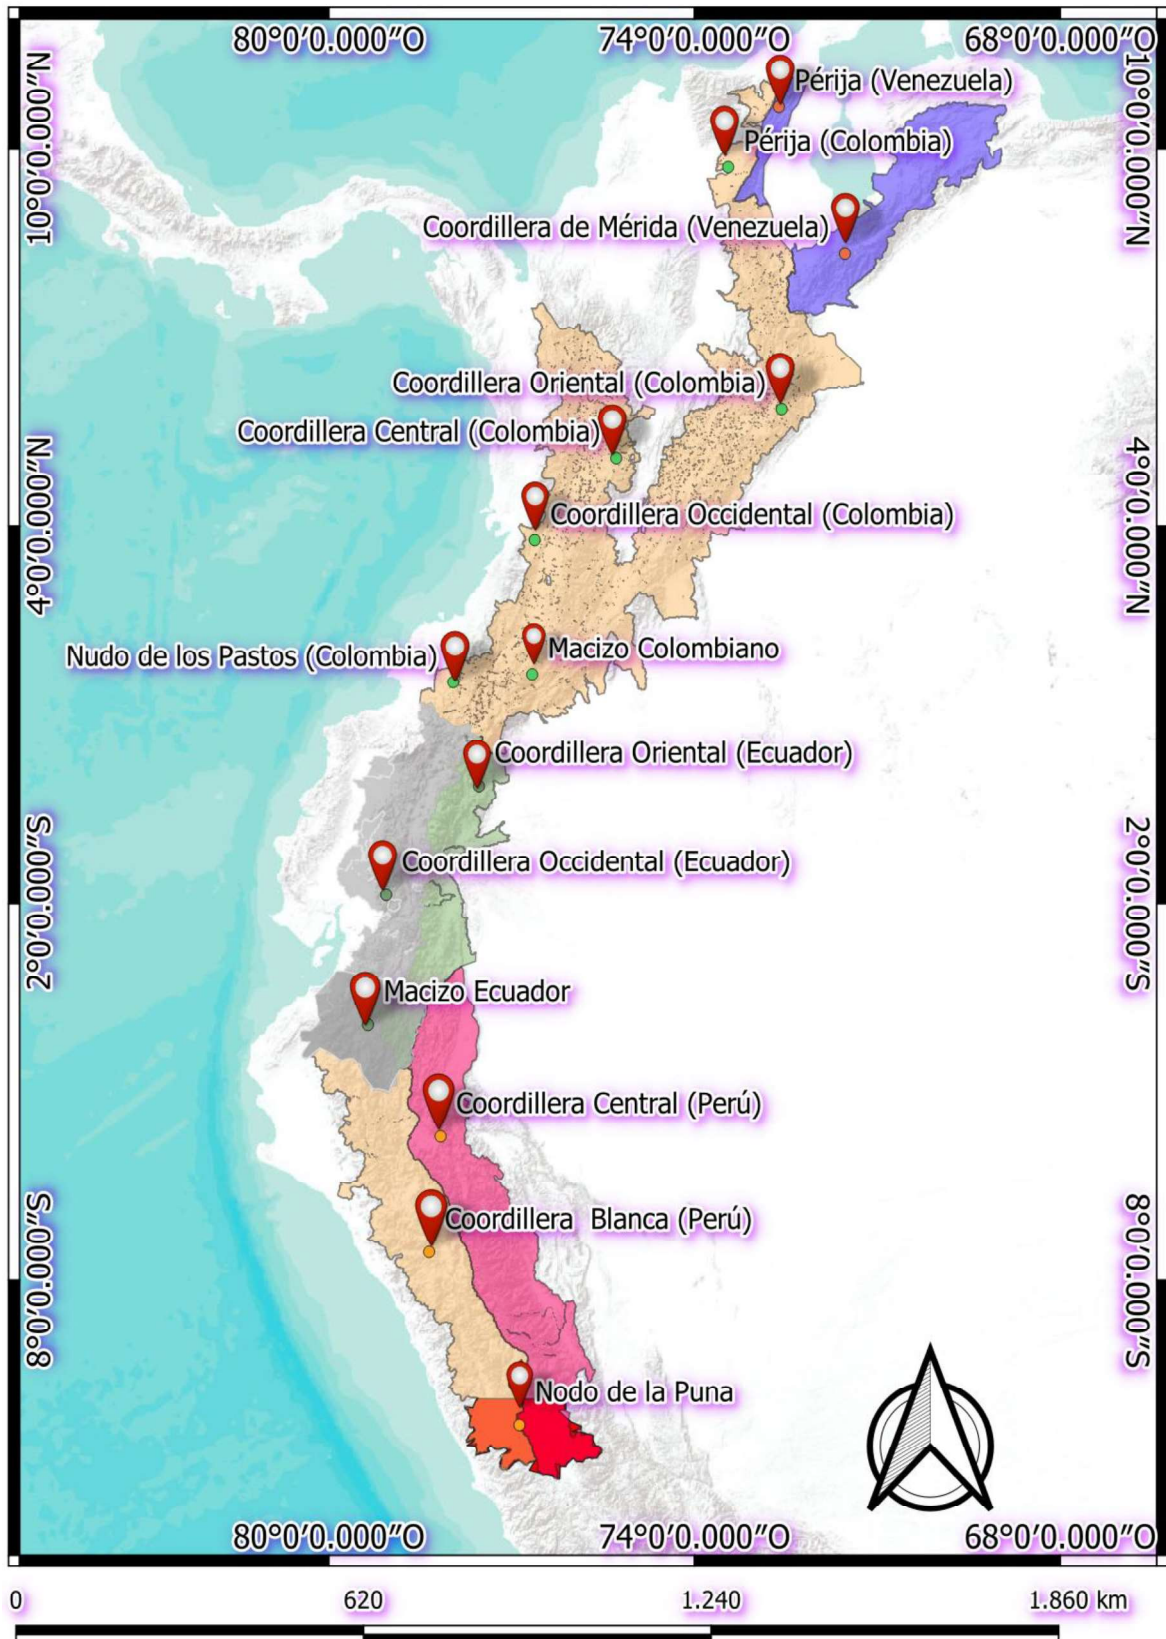 80°0′0.000″O
74°0′0.000″O
68°0′0.000″O
10°0′0.000″N
10°0′0.000″N
Périja (Venezuela)
Périja (Colombia)
Coordillera de Mérida (Venezuela)
Coordillera Oriental (Colombia)
Coordillera Central (Colombia)
4°0′0.000″N
4°0′0.000″N
Coordillera Occidental (Colombia)
Macizo Colombiano
Nudo de los Pastos (Colombia)
Coordillera Oriental (Ecuador)
2°0′0.000″S
2°0′0.000″S
Coordillera Occidental (Ecuador)
Macizo Ecuador
Coordillera Central (Perú)
Coordillera  Blanca (Perú)
8°0′0.000″S
8°0′0.000″S
Nodo de la Puna
80°0′0.000″O
74°0′0.000″O
68°0′0.000″O
0
620
1.240
1.860 km